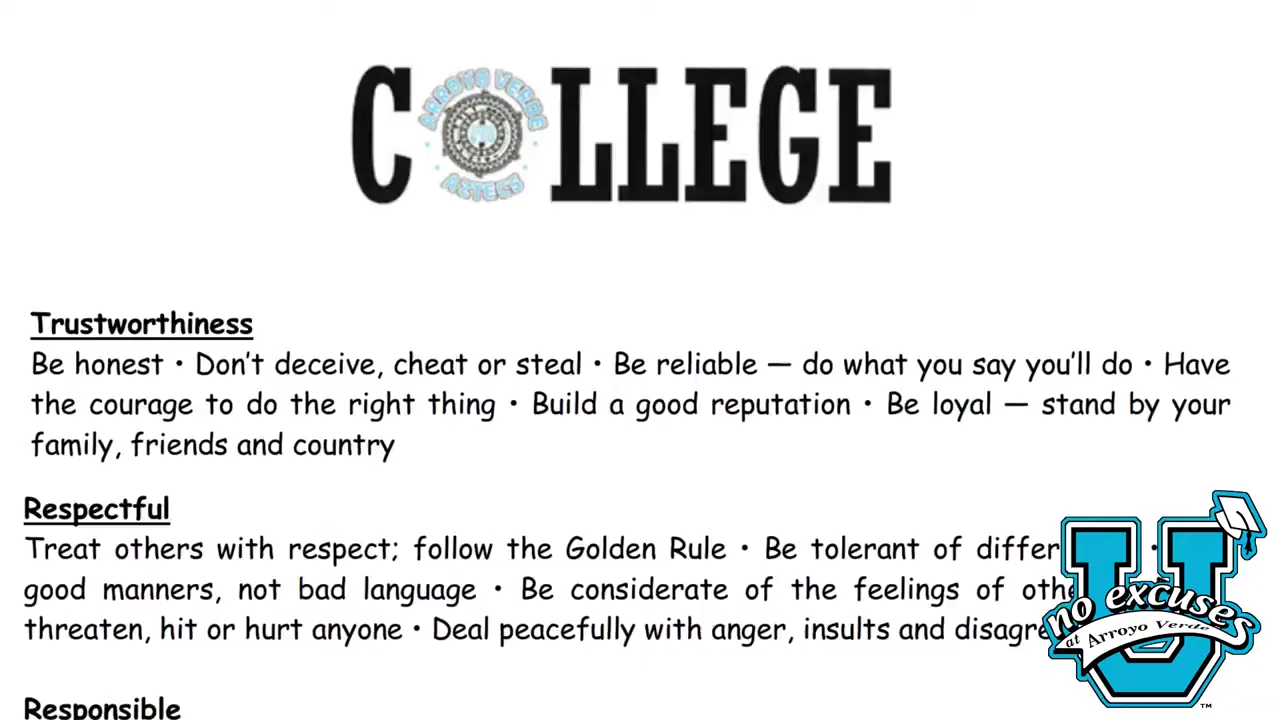 COLLEGE
ARROYO VERDE
AZTECS
Trustworthiness
Be honest • Don't deceive, cheat or steal • Be reliable — do what you say you'll do • Have
the courage to do the right thing • Build a good reputation • Be loyal — stand by your
family, friends and country
Respectful
Treat others with respect; follow the Golden Rule • Be tolerant of •
good manners, not bad language • Be considerate of the feelings of
threaten, hit or hurt anyone • Deal peacefully with anger, insults and
U
no excuses
at Arroyo Verde
™
Responsible